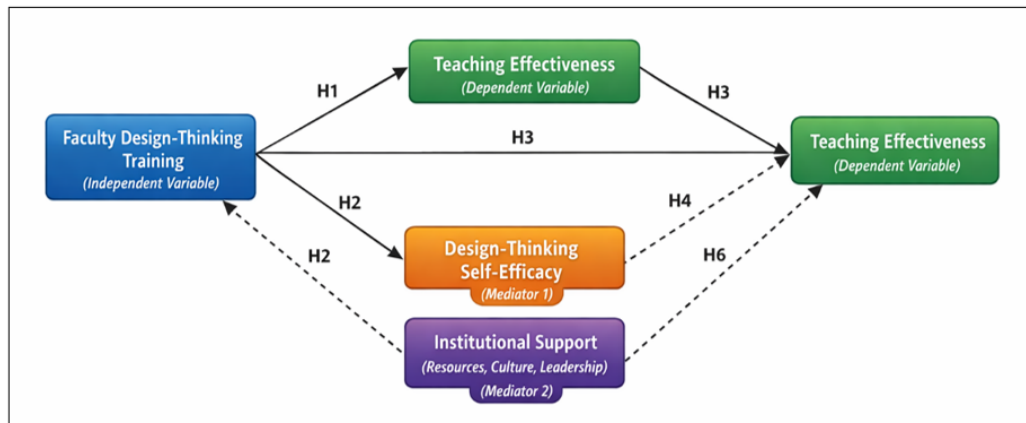 Teaching Effectiveness
(Dependent Variable)
H1
H3
Faculty Design-Thinking
Training
(Independent Variable)
H3
Teaching Effectiveness
(Dependent Variable)
H2
H4
Design-Thinking
Self-Efficacy
(Mediator 1)
H2
H6
Institutional Support
(Resources, Culture, Leadership)
(Mediator 2)